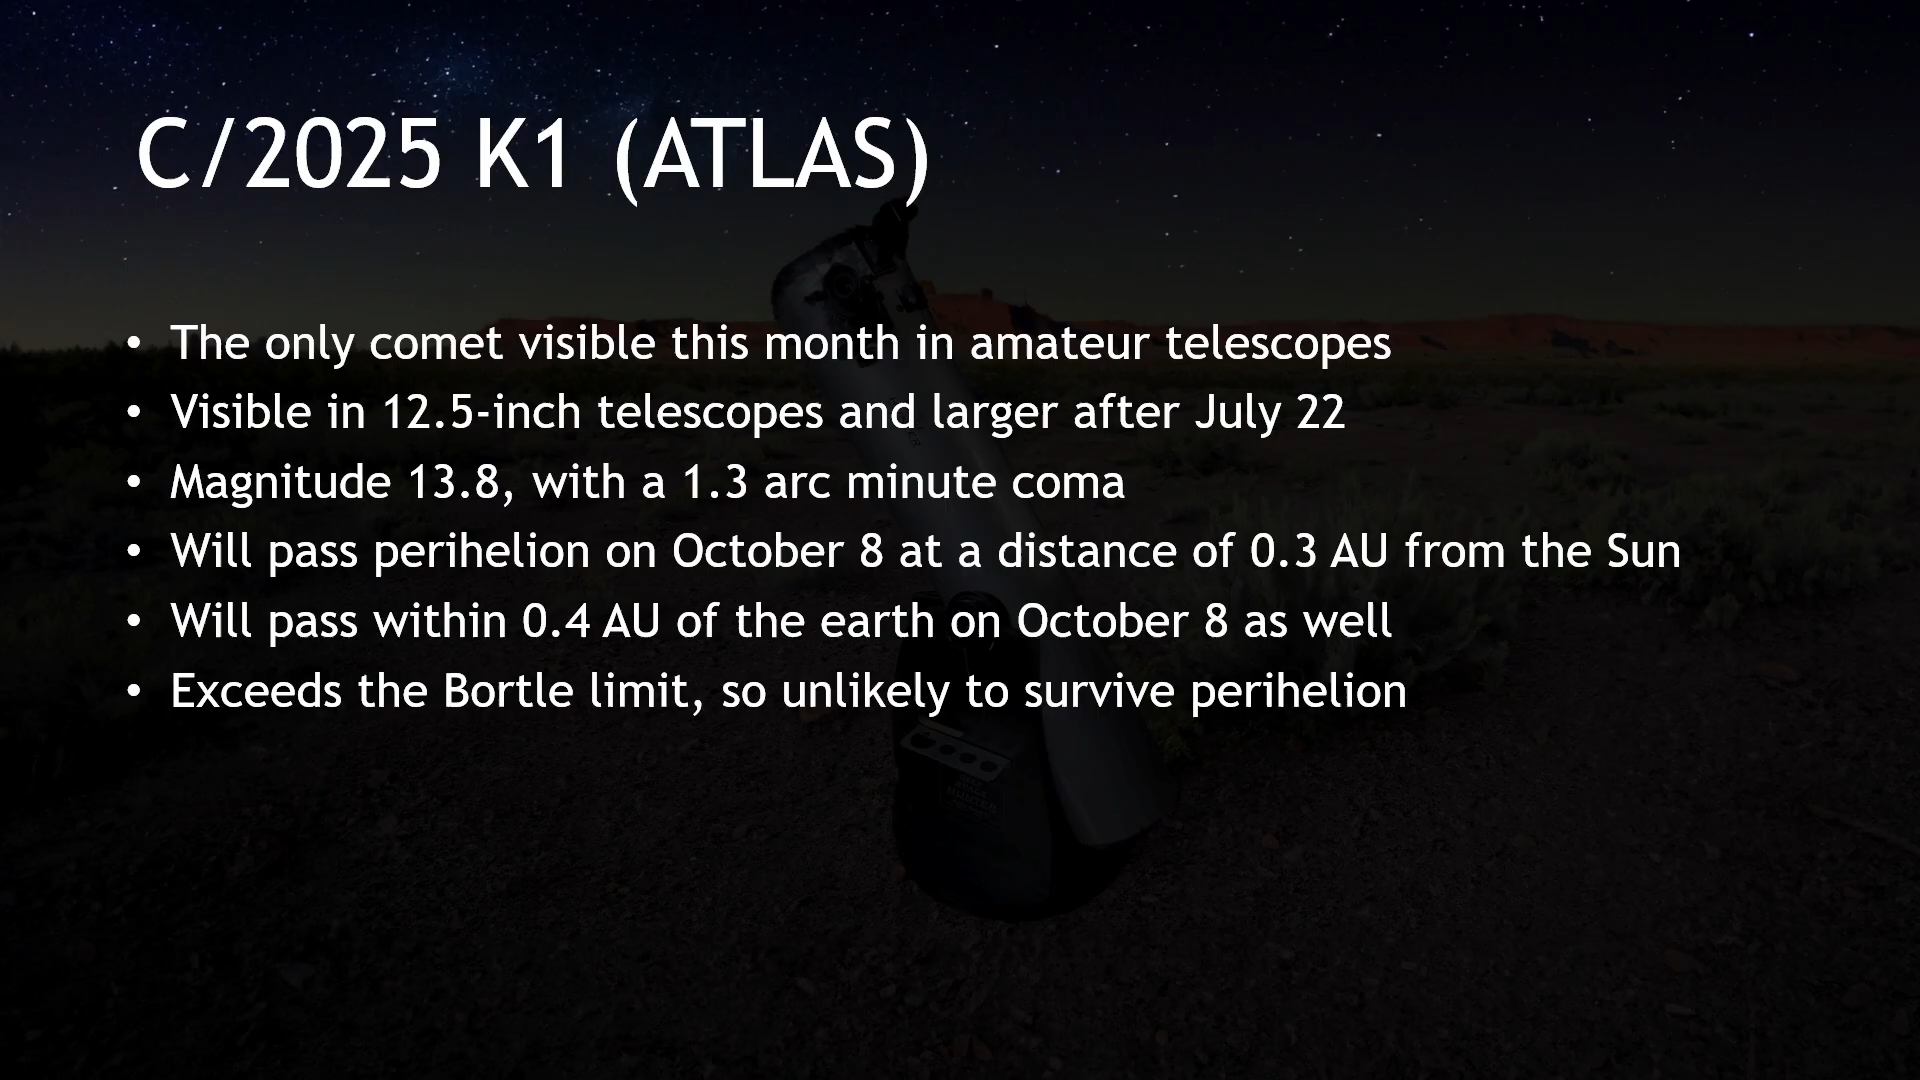 C/2025 K1 (ATLAS)
• The only comet visible this month in amateur telescopes
• Visible in 12.5-inch telescopes and larger after July 22
• Magnitude 13.8, with a 1.3 arc minute coma
• Will pass perihelion on October 8 at a distance of 0.3 AU from the Sun
• Will pass within 0.4 AU of the earth on October 8 as well
• Exceeds the Bortle limit, so unlikely to survive perihelion